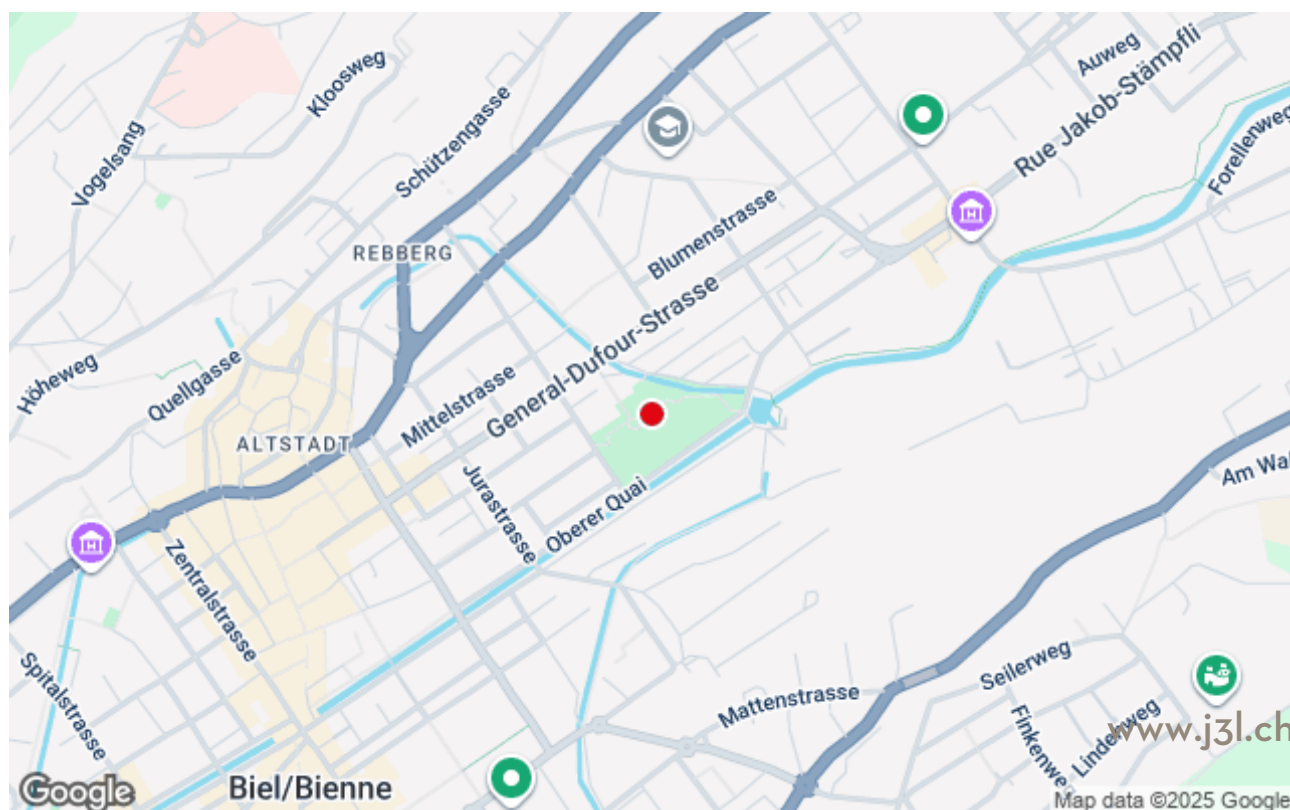 Auweg
Rue Jakob-Stämpfli
Kloosweg
Forellenweg
Schützengasse
Vogelsang
Blumenstrasse
REBBERG
General-Dufour-Strasse
Höheweg
Quellgasse
Mittelstrasse
ALTSTADT
Am Wal
Jurastrasse
Oberer Quai
Zentralstrasse
Spitalstrasse
Seilerweg
Mattenstrasse
Finkenwe
Lindenweg
www.j3l.ch
Biel/Bienne
Google
Map data ©2025 Google